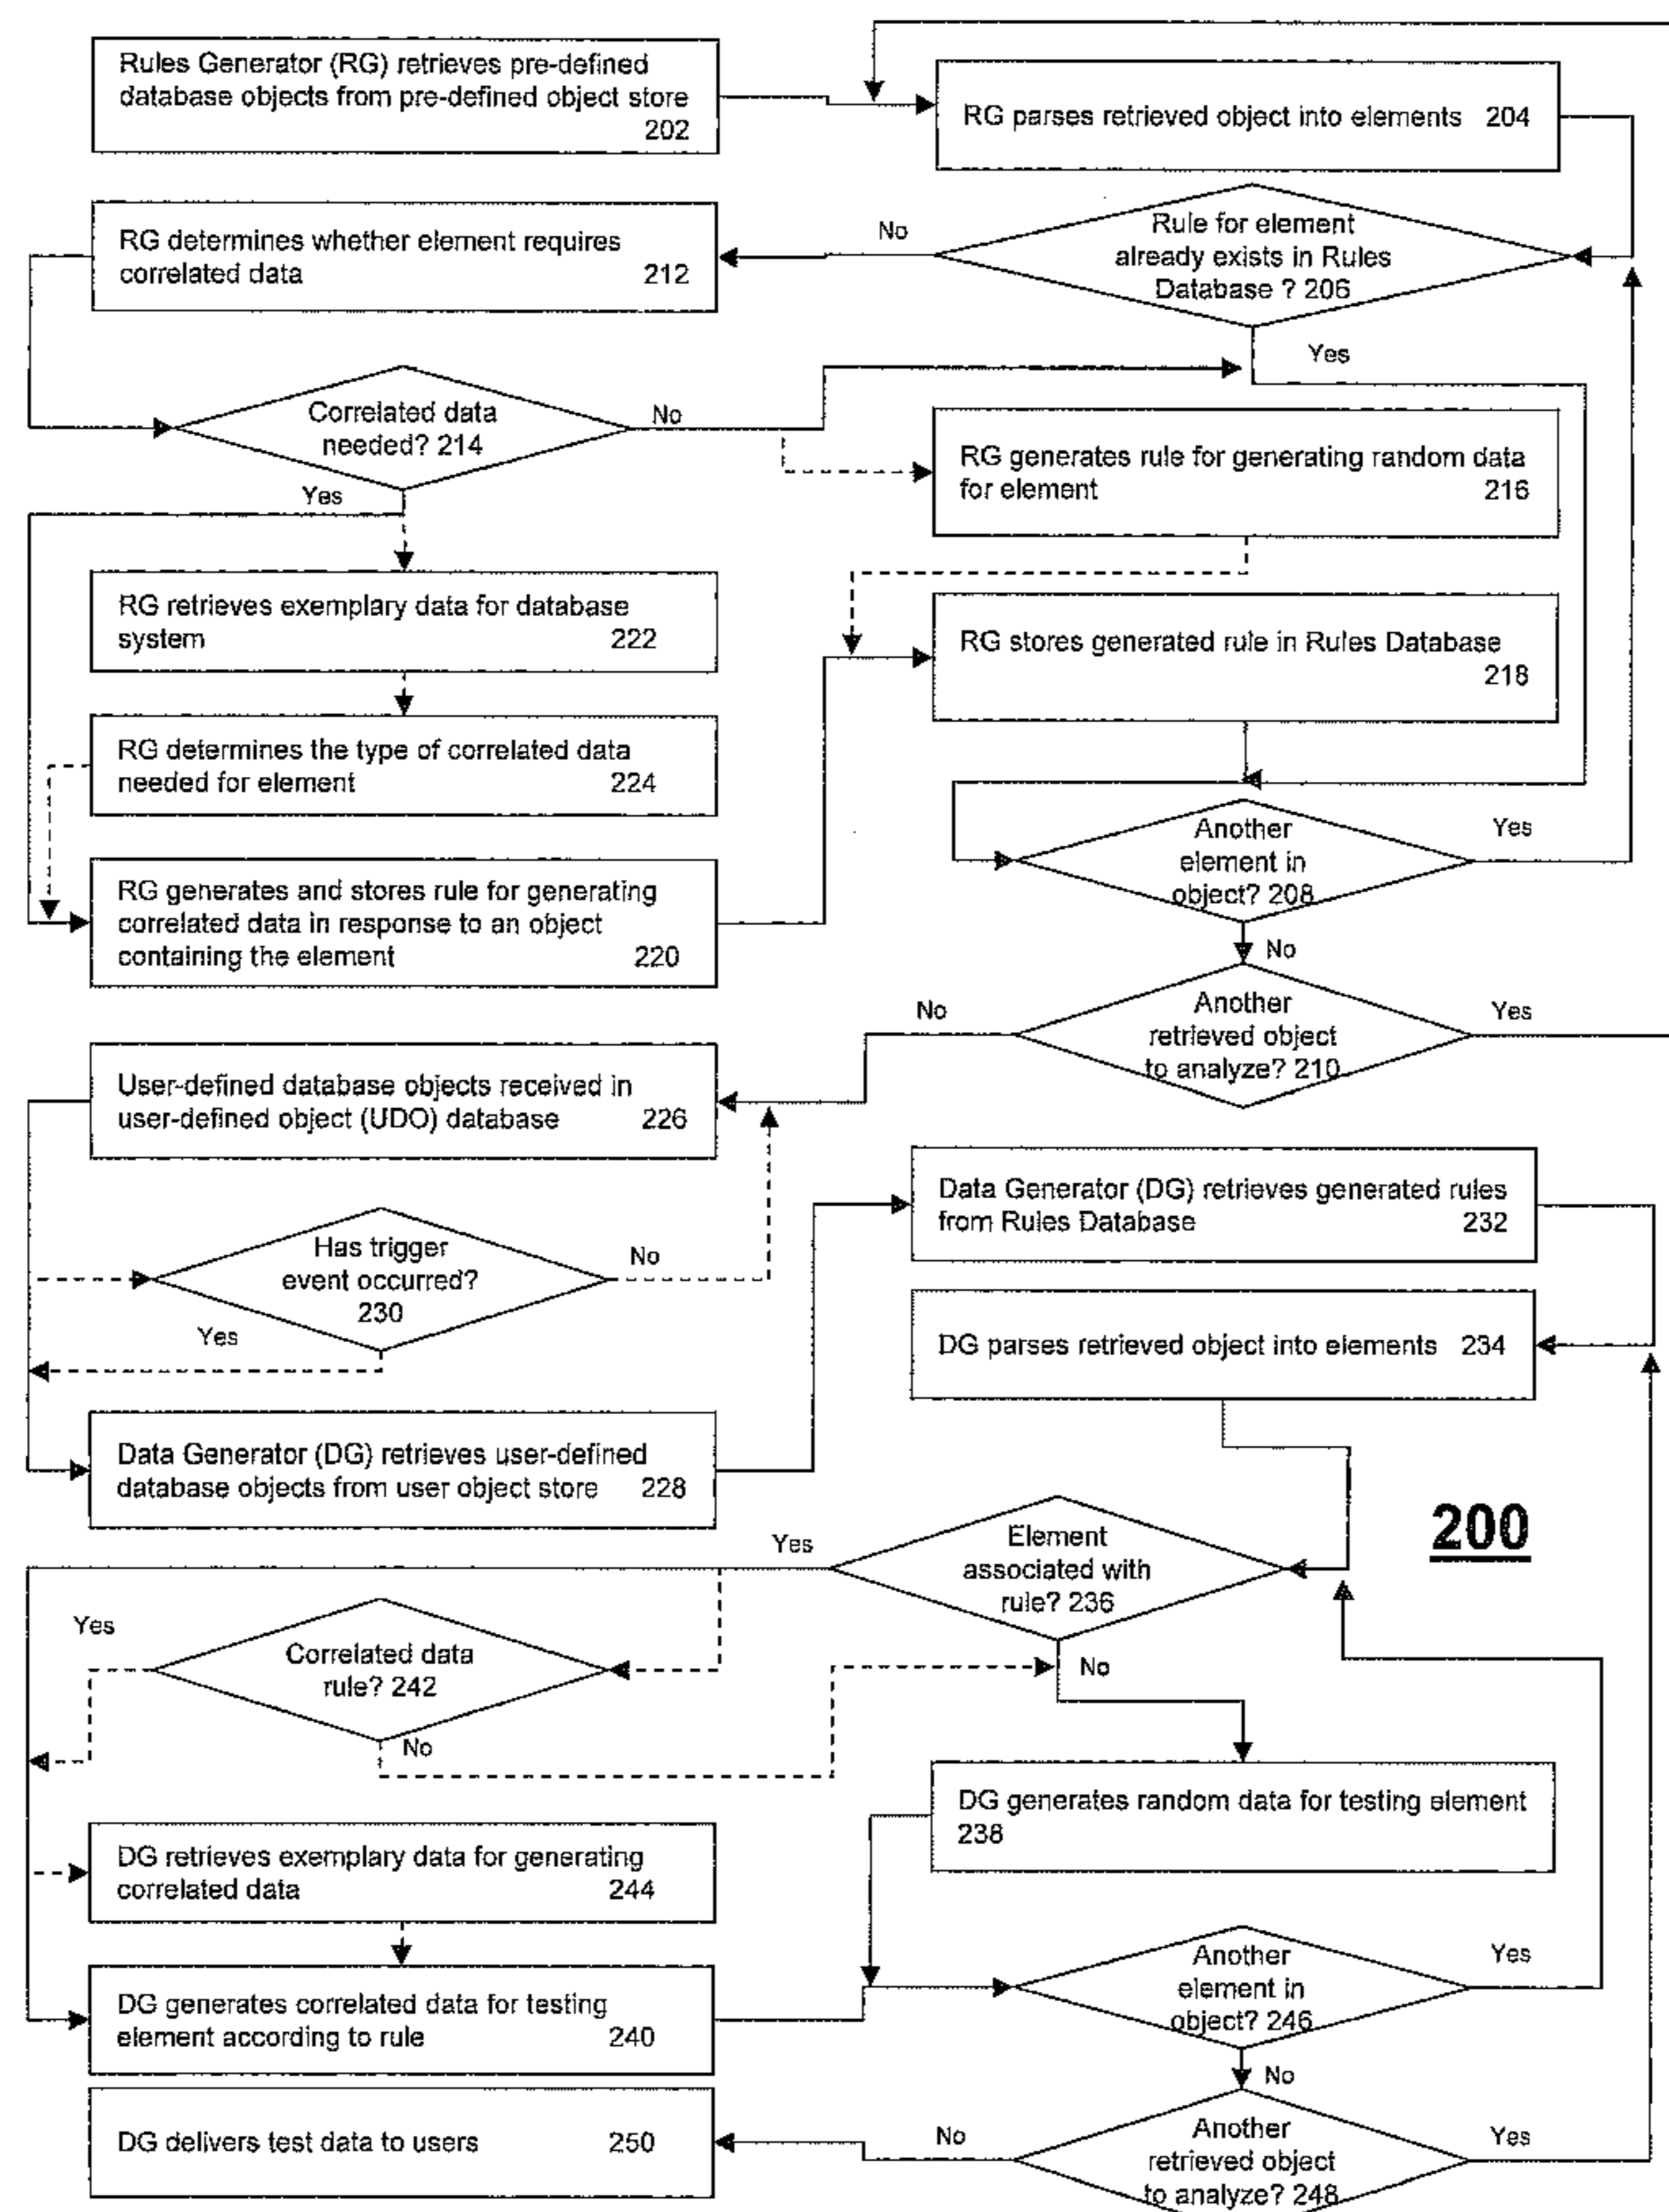 Rules Generator (RG) retrieves pre-defined
database objects from pre-defined object store
202
RG parses retrieved object into elements 204
RG determines whether element requires
correlated data 212
No
Rule for element
already exists in Rules
Database ? 206
Yes
Correlated data
needed? 214
No
Yes
RG generates rule for generating random data
for element 216
RG retrieves exemplary data for database
system 222
RG stores generated rule in Rules Database
218
RG determines the type of correlated data
needed for element 224
Another
element in
object? 208
Yes
No
RG generates and stores rule for generating
correlated data in response to an object
containing the element 220
Another
retrieved object
to analyze? 210
No
Yes
User-defined database objects received in
user-defined object (UDO) database 226
Data Generator (DG) retrieves generated rules
from Rules Database 232
Has trigger
event occurred?
230
No
Yes
DG parses retrieved object into elements 234
Data Generator (DG) retrieves user-defined
database objects from user object store 228
200
Element
associated with
rule? 236
Yes
No
Correlated data
rule? 242
Yes
No
DG generates random data for testing element
238
DG retrieves exemplary data for generating
correlated data 244
Another
element in
object? 246
Yes
No
DG generates correlated data for testing
element according to rule 240
DG delivers test data to users 250
No
Another
retrieved object
to analyze? 248
Yes